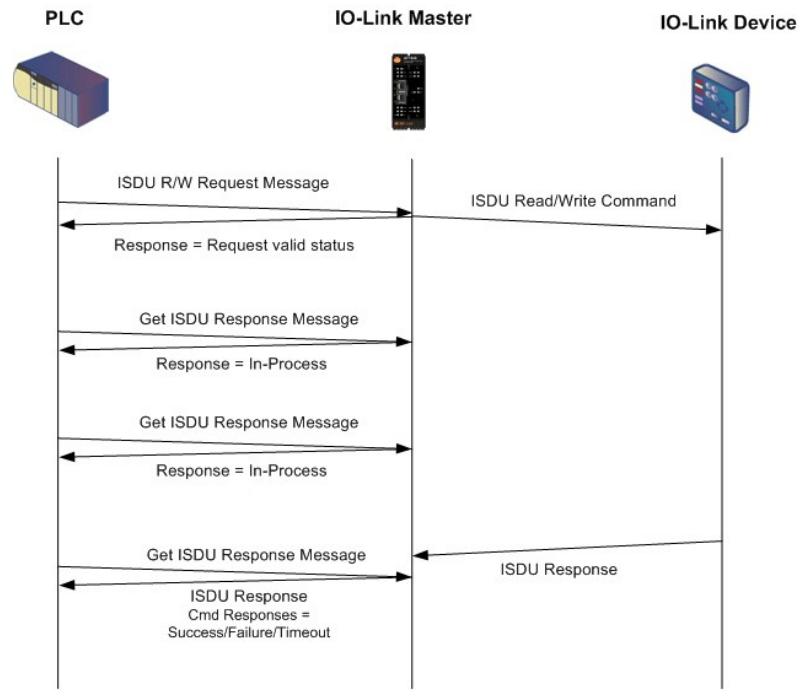 PLC
IO-Link Master
IO-Link Device
ISDU R/W Request Message
ISDU Read/Write Command
Response = Request valid status
Get ISDU Response Message
Response = In-Process
Get ISDU Response Message
Response = In-Process
Get ISDU Response Message
ISDU Response
ISDU Response
Cmd Responses =
Success/Failure/Timeout